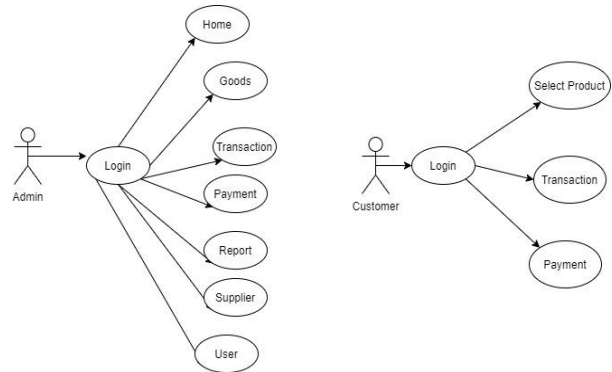 Home
Goods
Transaction
Login
Payment
Admin
Report
Supplier
User
Select Product
Login
Transaction
Customer
Payment